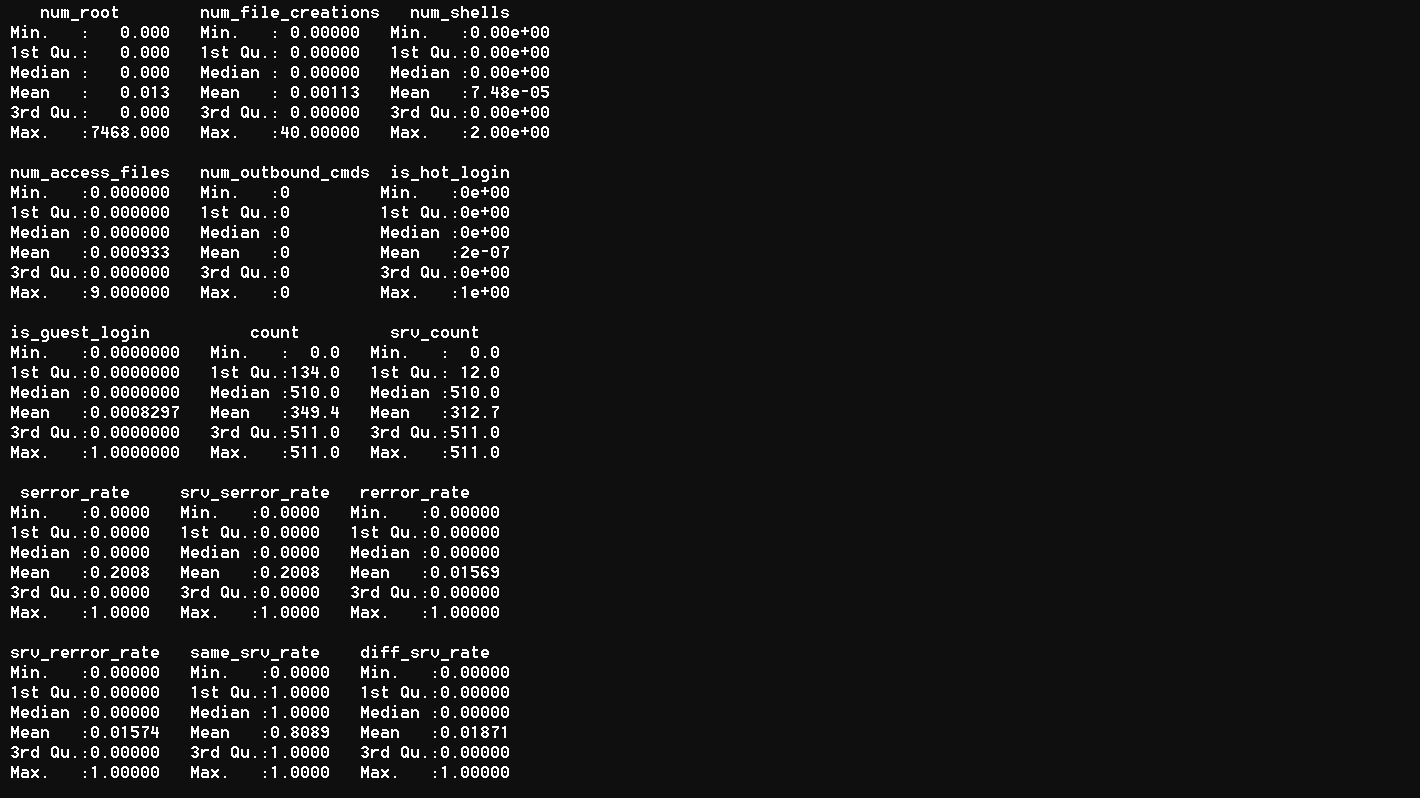 num_root        num_file_creations   num_shells
Min.   :   0.000   Min.   : 0.00000   Min.   :0.00e+00
1st Qu.:   0.000   1st Qu.: 0.00000   1st Qu.:0.00e+00
Median :   0.000   Median : 0.00000   Median :0.00e+00
Mean   :   0.013   Mean   : 0.00113   Mean   :7.48e-05
3rd Qu.:   0.000   3rd Qu.: 0.00000   3rd Qu.:0.00e+00
Max.   :7468.000   Max.   :40.00000   Max.   :2.00e+00

num_access_files   num_outbound_cmds  is_hot_login
Min.   :0.000000   Min.   :0         Min.   :0e+00
1st Qu.:0.000000   1st Qu.:0         1st Qu.:0e+00
Median :0.000000   Median :0         Median :0e+00
Mean   :0.000933   Mean   :0         Mean   :2e-07
3rd Qu.:0.000000   3rd Qu.:0         3rd Qu.:0e+00
Max.   :9.000000   Max.   :0         Max.   :1e+00

is_guest_login          count         srv_count
Min.   :0.0000000   Min.   :  0.0   Min.   :  0.0
1st Qu.:0.0000000   1st Qu.:134.0   1st Qu.: 12.0
Median :0.0000000   Median :510.0   Median :510.0
Mean   :0.0008297   Mean   :349.4   Mean   :312.7
3rd Qu.:0.0000000   3rd Qu.:511.0   3rd Qu.:511.0
Max.   :1.0000000   Max.   :511.0   Max.   :511.0

 serror_rate     srv_serror_rate   rerror_rate
Min.   :0.0000   Min.   :0.0000   Min.   :0.00000
1st Qu.:0.0000   1st Qu.:0.0000   1st Qu.:0.00000
Median :0.0000   Median :0.0000   Median :0.00000
Mean   :0.2008   Mean   :0.2008   Mean   :0.01569
3rd Qu.:0.0000   3rd Qu.:0.0000   3rd Qu.:0.00000
Max.   :1.0000   Max.   :1.0000   Max.   :1.00000

srv_rerror_rate   same_srv_rate    diff_srv_rate
Min.   :0.00000   Min.   :0.0000   Min.   :0.00000
1st Qu.:0.00000   1st Qu.:1.0000   1st Qu.:0.00000
Median :0.00000   Median :1.0000   Median :0.00000
Mean   :0.01574   Mean   :0.8089   Mean   :0.01871
3rd Qu.:0.00000   3rd Qu.:1.0000   3rd Qu.:0.00000
Max.   :1.00000   Max.   :1.0000   Max.   :1.00000